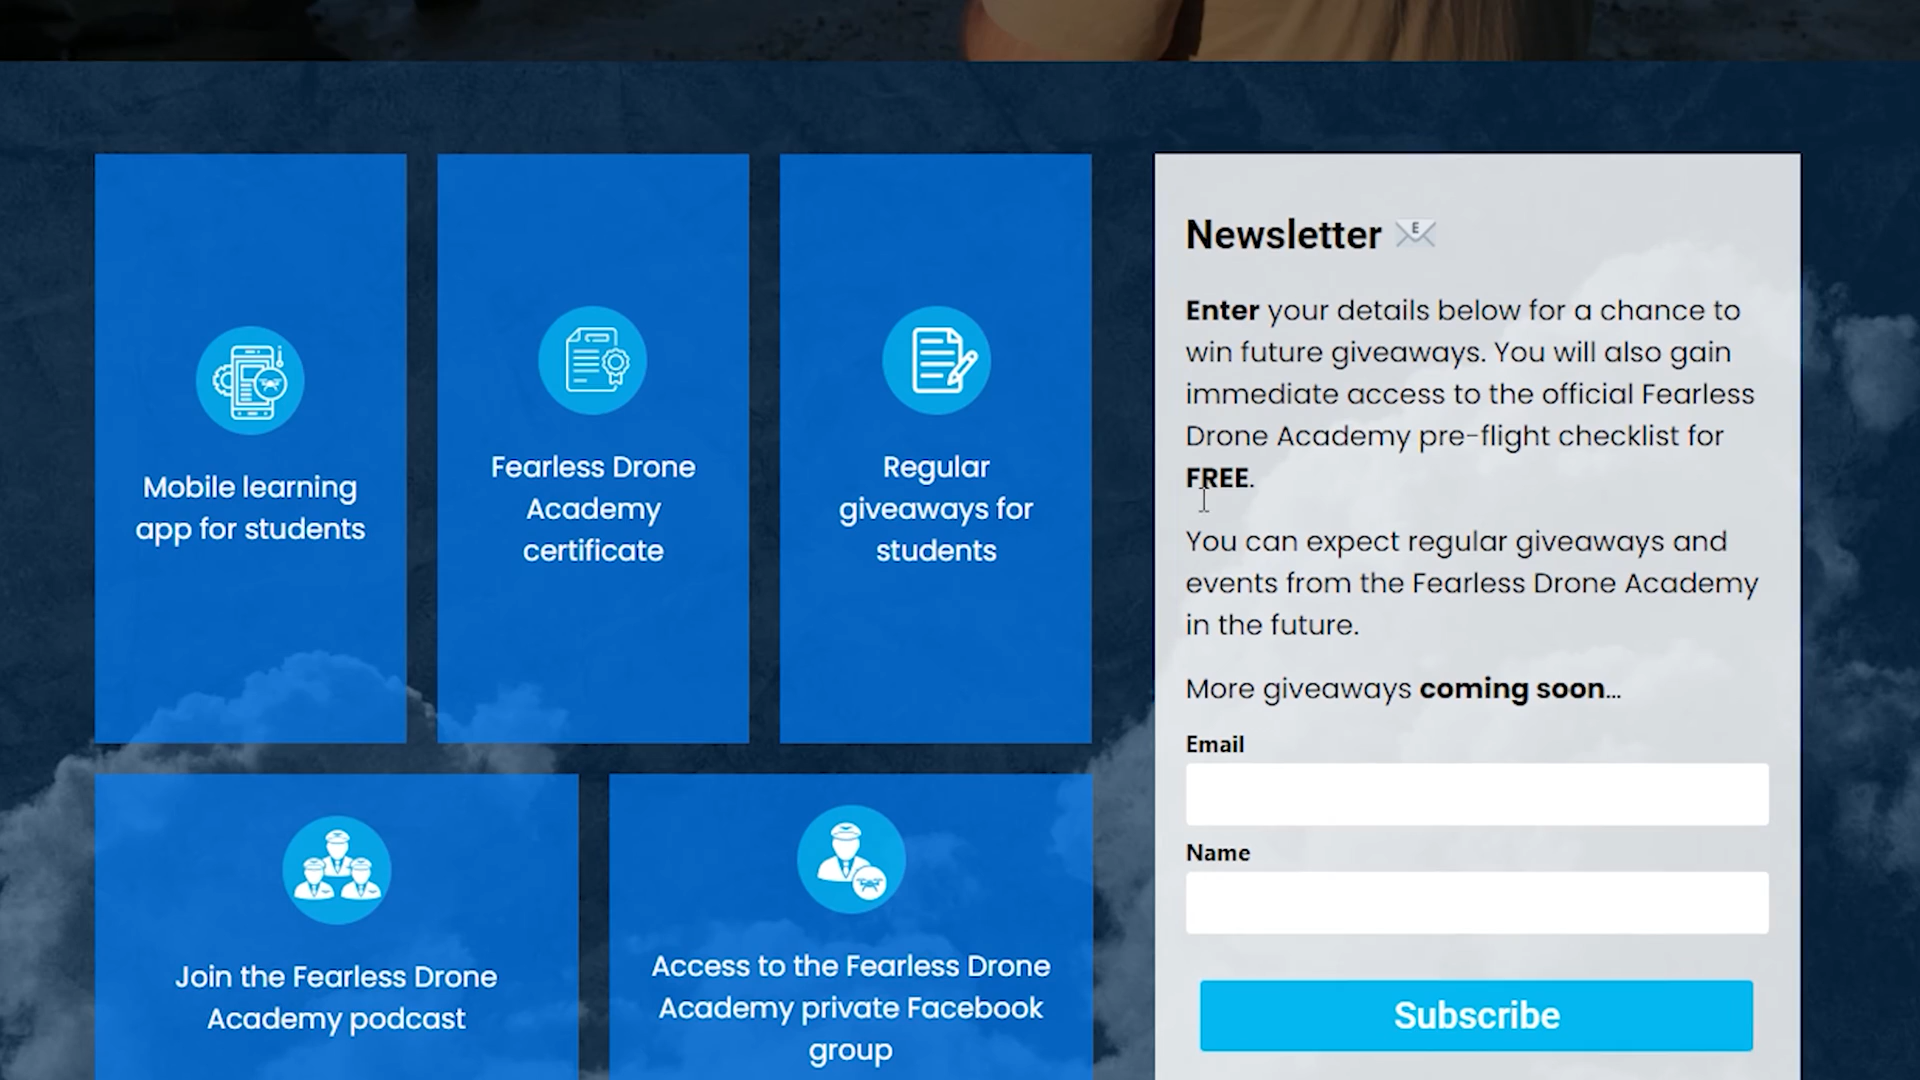 Mobile learning
app for students
Fearless Drone
Academy
certificate
Regular
giveaways for
students
Join the Fearless Drone
Academy podcast
Access to the Fearless Drone
Academy private Facebook
group
Newsletter
E
Enter your details below for a chance to
win future giveaways. You will also gain
immediate access to the official Fearless
Drone Academy pre-flight checklist for
FREE.
You can expect regular giveaways and
events from the Fearless Drone Academy
in the future.
More giveaways coming soon...
Email
Name
Subscribe